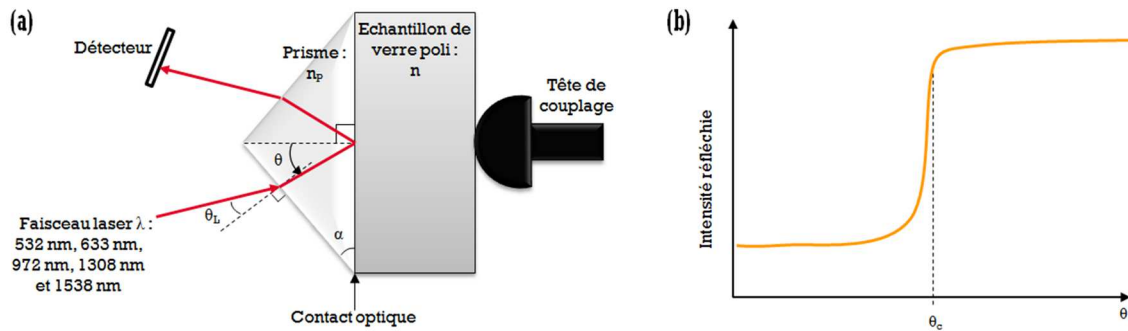 (a)
Détecteur
Prisme :
np
Echantillon de
verre poli :
n
Tête de
couplage
θ
θL
α
Faisceau laser λ :
532 nm, 633 nm,
972 nm, 1308 nm
et 1538 nm
Contact optique
(b)
Intensité réfléchie
θc
θ